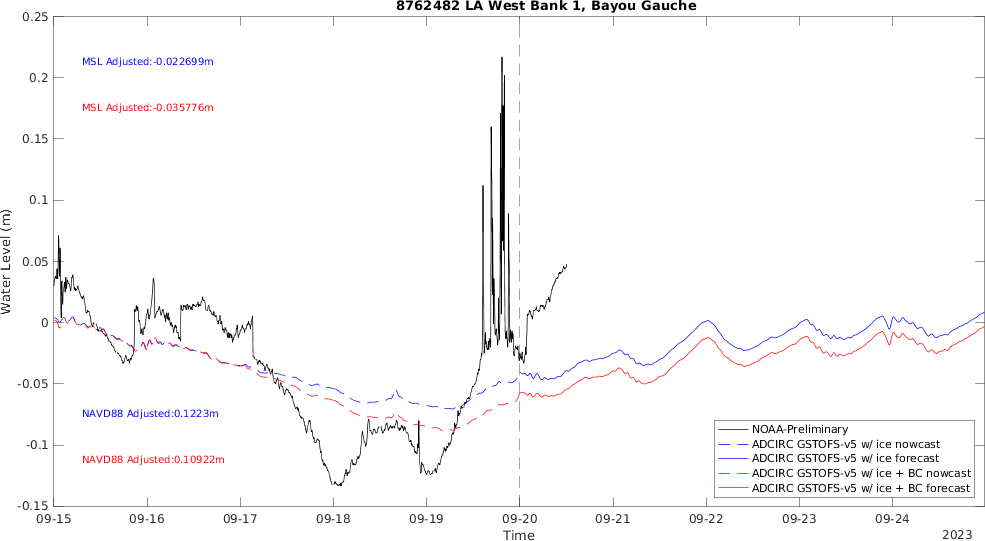 8762482 LA West Bank 1, Bayou Gauche
0.25
0.2
0.15
0.1
0.05
0
-0.05
-0.1
-0.15
Water Level (m)
MSL Adjusted:-0.022699m
MSL Adjusted:-0.035776m
NAVD88 Adjusted:0.1223m
NAVD88 Adjusted:0.10922m
NOAA-Preliminary
ADCIRC GSTOFS-v5 w/ ice nowcast
ADCIRC GSTOFS-v5 w/ ice forecast
ADCIRC GSTOFS-v5 w/ ice + BC nowcast
ADCIRC GSTOFS-v5 w/ ice + BC forecast
09-15 09-16 09-17 09-18 09-19 09-20 09-21 09-22 09-23 09-24
Time
2023